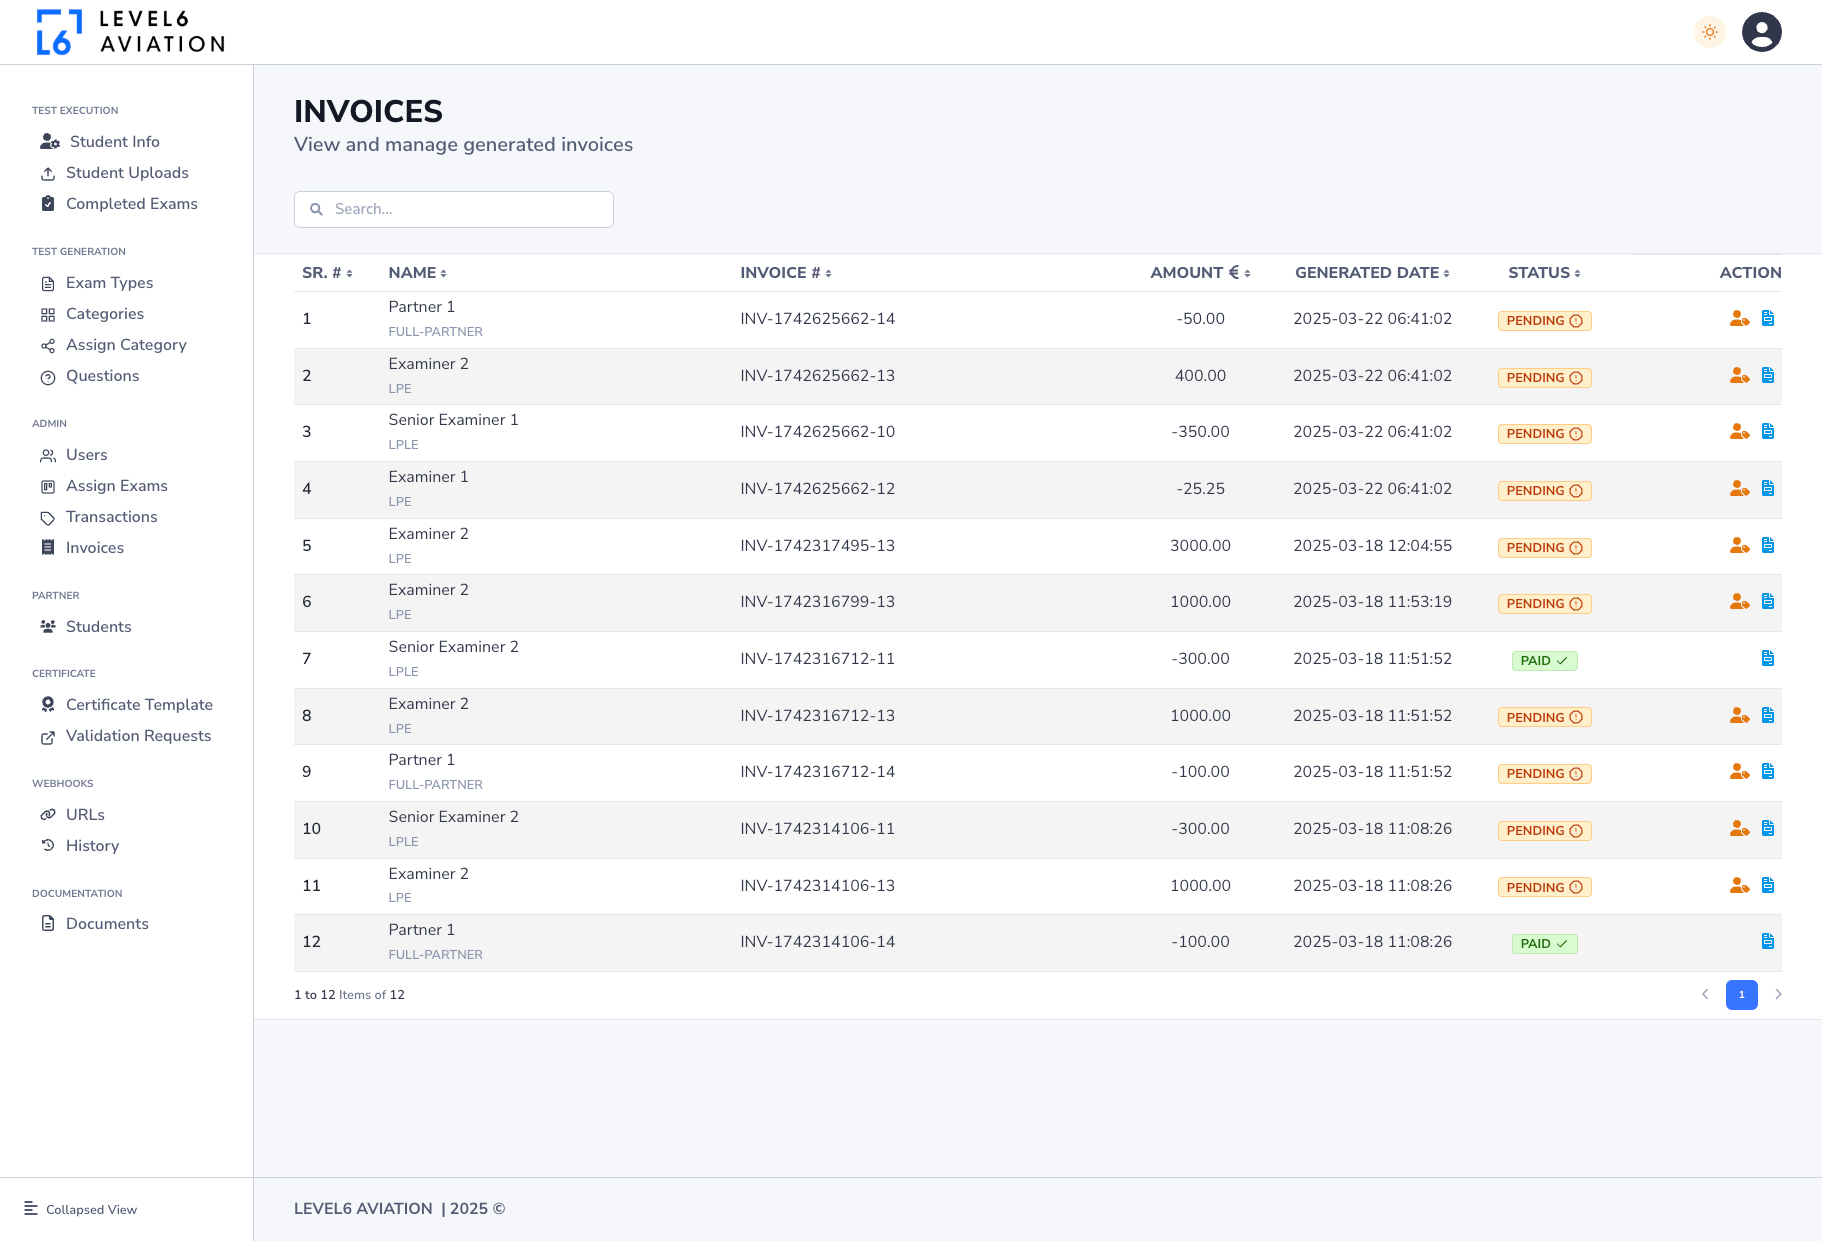 LEVEL6
AVIATION
TEST EXECUTION
Student Info
Student Uploads
Completed Exams
TEST GENERATION
Exam Types
Categories
Assign Category
Questions
ADMIN
Users
Assign Exams
Transactions
Invoices
PARTNER
Students
CERTIFICATE
Certificate Template
Validation Requests
WEBHOOKS
URLs
History
DOCUMENTATION
Documents
Collapsed View
INVOICES
View and manage generated invoices
Search...
SR. # NAME INVOICE # AMOUNT € GENERATED DATE STATUS ACTION
1 Partner 1 INV-1742625662-14 -50.00 2025-03-22 06:41:02 PENDING
FULL-PARTNER
2 Examiner 2 INV-1742625662-13 400.00 2025-03-22 06:41:02 PENDING
LPE
3 Senior Examiner 1 INV-1742625662-10 -350.00 2025-03-22 06:41:02 PENDING
LPLE
4 Examiner 1 INV-1742625662-12 -25.25 2025-03-22 06:41:02 PENDING
LPE
5 Examiner 2 INV-1742317495-13 3000.00 2025-03-18 12:04:55 PENDING
LPE
6 Examiner 2 INV-1742316799-13 1000.00 2025-03-18 11:53:19 PENDING
LPE
7 Senior Examiner 2 INV-1742316712-11 -300.00 2025-03-18 11:51:52 PAID
LPLE
8 Examiner 2 INV-1742316712-13 1000.00 2025-03-18 11:51:52 PENDING
LPE
9 Partner 1 INV-1742316712-14 -100.00 2025-03-18 11:51:52 PENDING
FULL-PARTNER
10 Senior Examiner 2 INV-1742314106-11 -300.00 2025-03-18 11:08:26 PENDING
LPLE
11 Examiner 2 INV-1742314106-13 1000.00 2025-03-18 11:08:26 PENDING
LPE
12 Partner 1 INV-1742314106-14 -100.00 2025-03-18 11:08:26 PAID
FULL-PARTNER
1 to 12 Items of 12
1
LEVEL6 AVIATION | 2025 ©